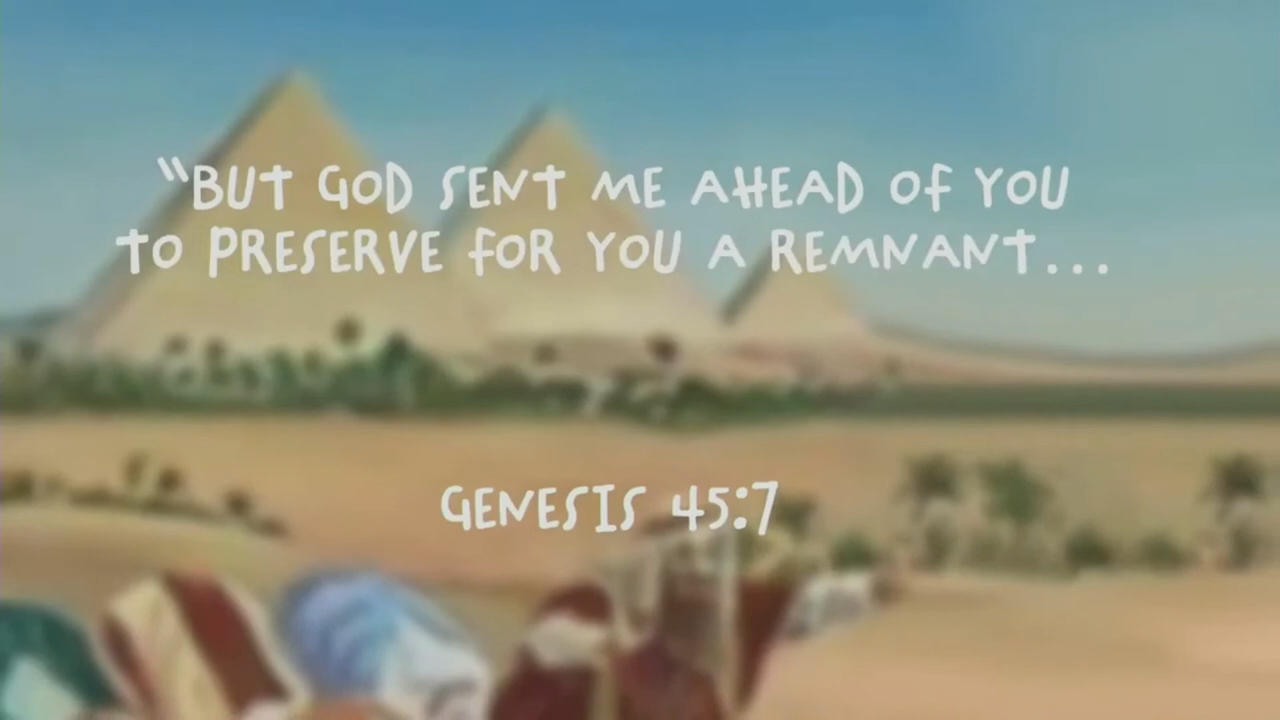 “BUT GOD SENT ME AHEAD OF YOU
TO PRESERVE FOR YOU A REMNANT...
GENESIS 45:7